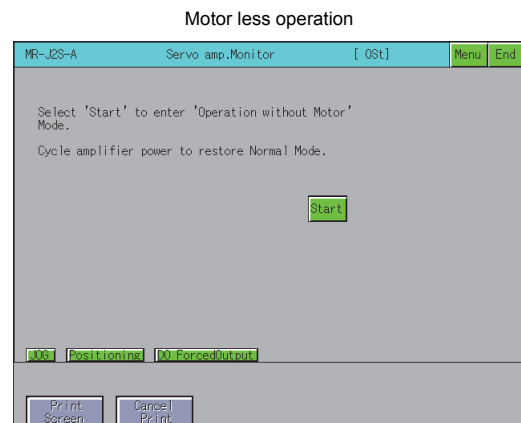 Motor less operation
MR-J2S-A Servo amp.Monitor [ OSt] Menu End
Select 'Start' to enter 'Operation without Motor'
Mode.
Cycle amplifier power to restore Normal Mode.
Start
JOG Positioning DO ForcedOutput
Print Cancel
Screen Print